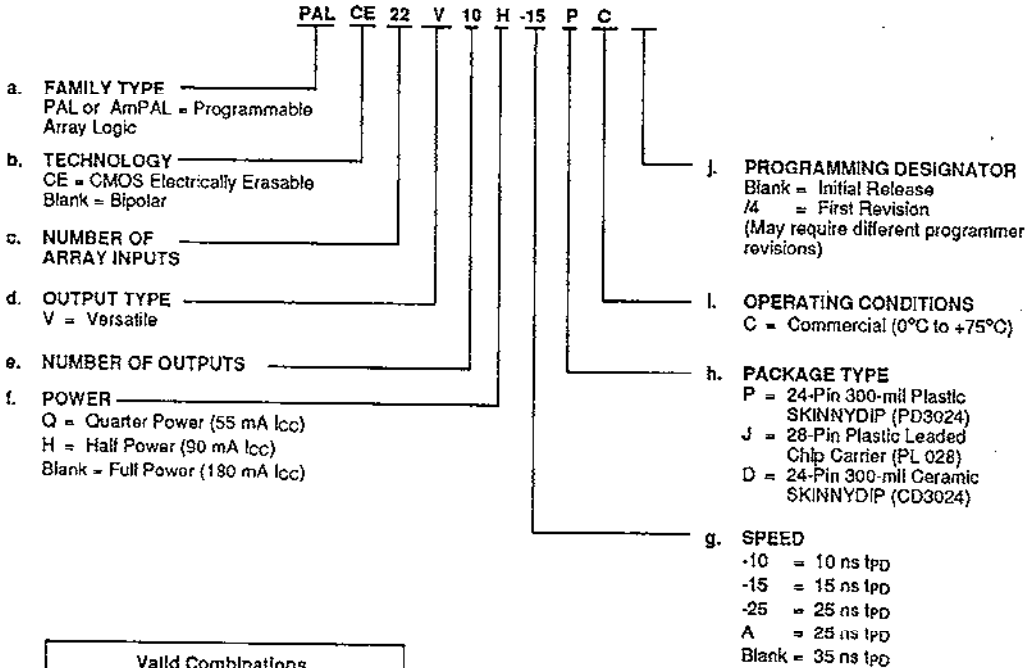 PAL CE 22 V 10 H -15 P C
a. FAMILY TYPE
PAL or AmPAL = Programmable
Array Logic
b. TECHNOLOGY
CE = CMOS Electrically Erasable
Blank = Bipolar
c. NUMBER OF
ARRAY INPUTS
d. OUTPUT TYPE
V = Versatile
e. NUMBER OF OUTPUTS
f. POWER
Q = Quarter Power (55 mA ICC)
H = Half Power (90 mA ICC)
Blank = Full Power (180 mA ICC)
j. PROGRAMMING DESIGNATOR
Blank = Initial Release
/4 = First Revision
(May require different programmer
revisions)
i. OPERATING CONDITIONS
C = Commercial (0°C to +75°C)
h. PACKAGE TYPE
P = 24-Pin 300-mil Plastic
SKINNYDIP (PD3024)
J = 28-Pin Plastic Leaded
Chip Carrier (PL 028)
D = 24-Pin 300-mil Ceramic
SKINNYDIP (CD3024)
g. SPEED
-10 = 10 ns tPD
-15 = 15 ns tPD
-25 = 25 ns tPD
A = 25 ns tPD
Blank = 35 ns tPD
Valid Combinations